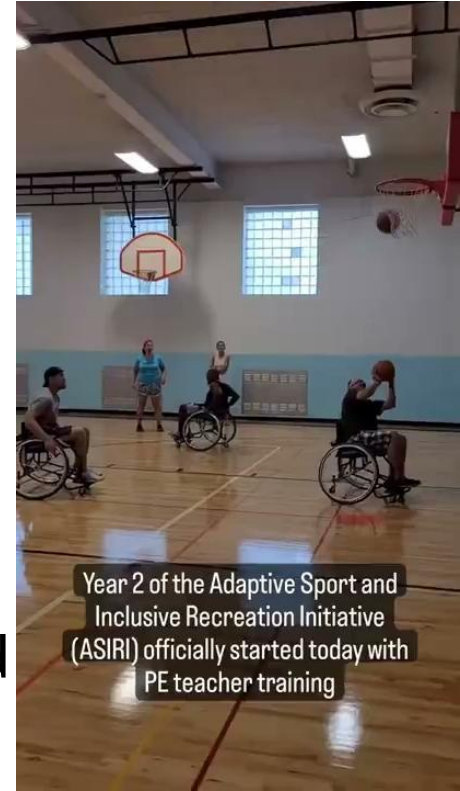 Year 2 of the Adaptive Sport and
Inclusive Recreation Initiative
(ASIRI) officially started today with
PE teacher training